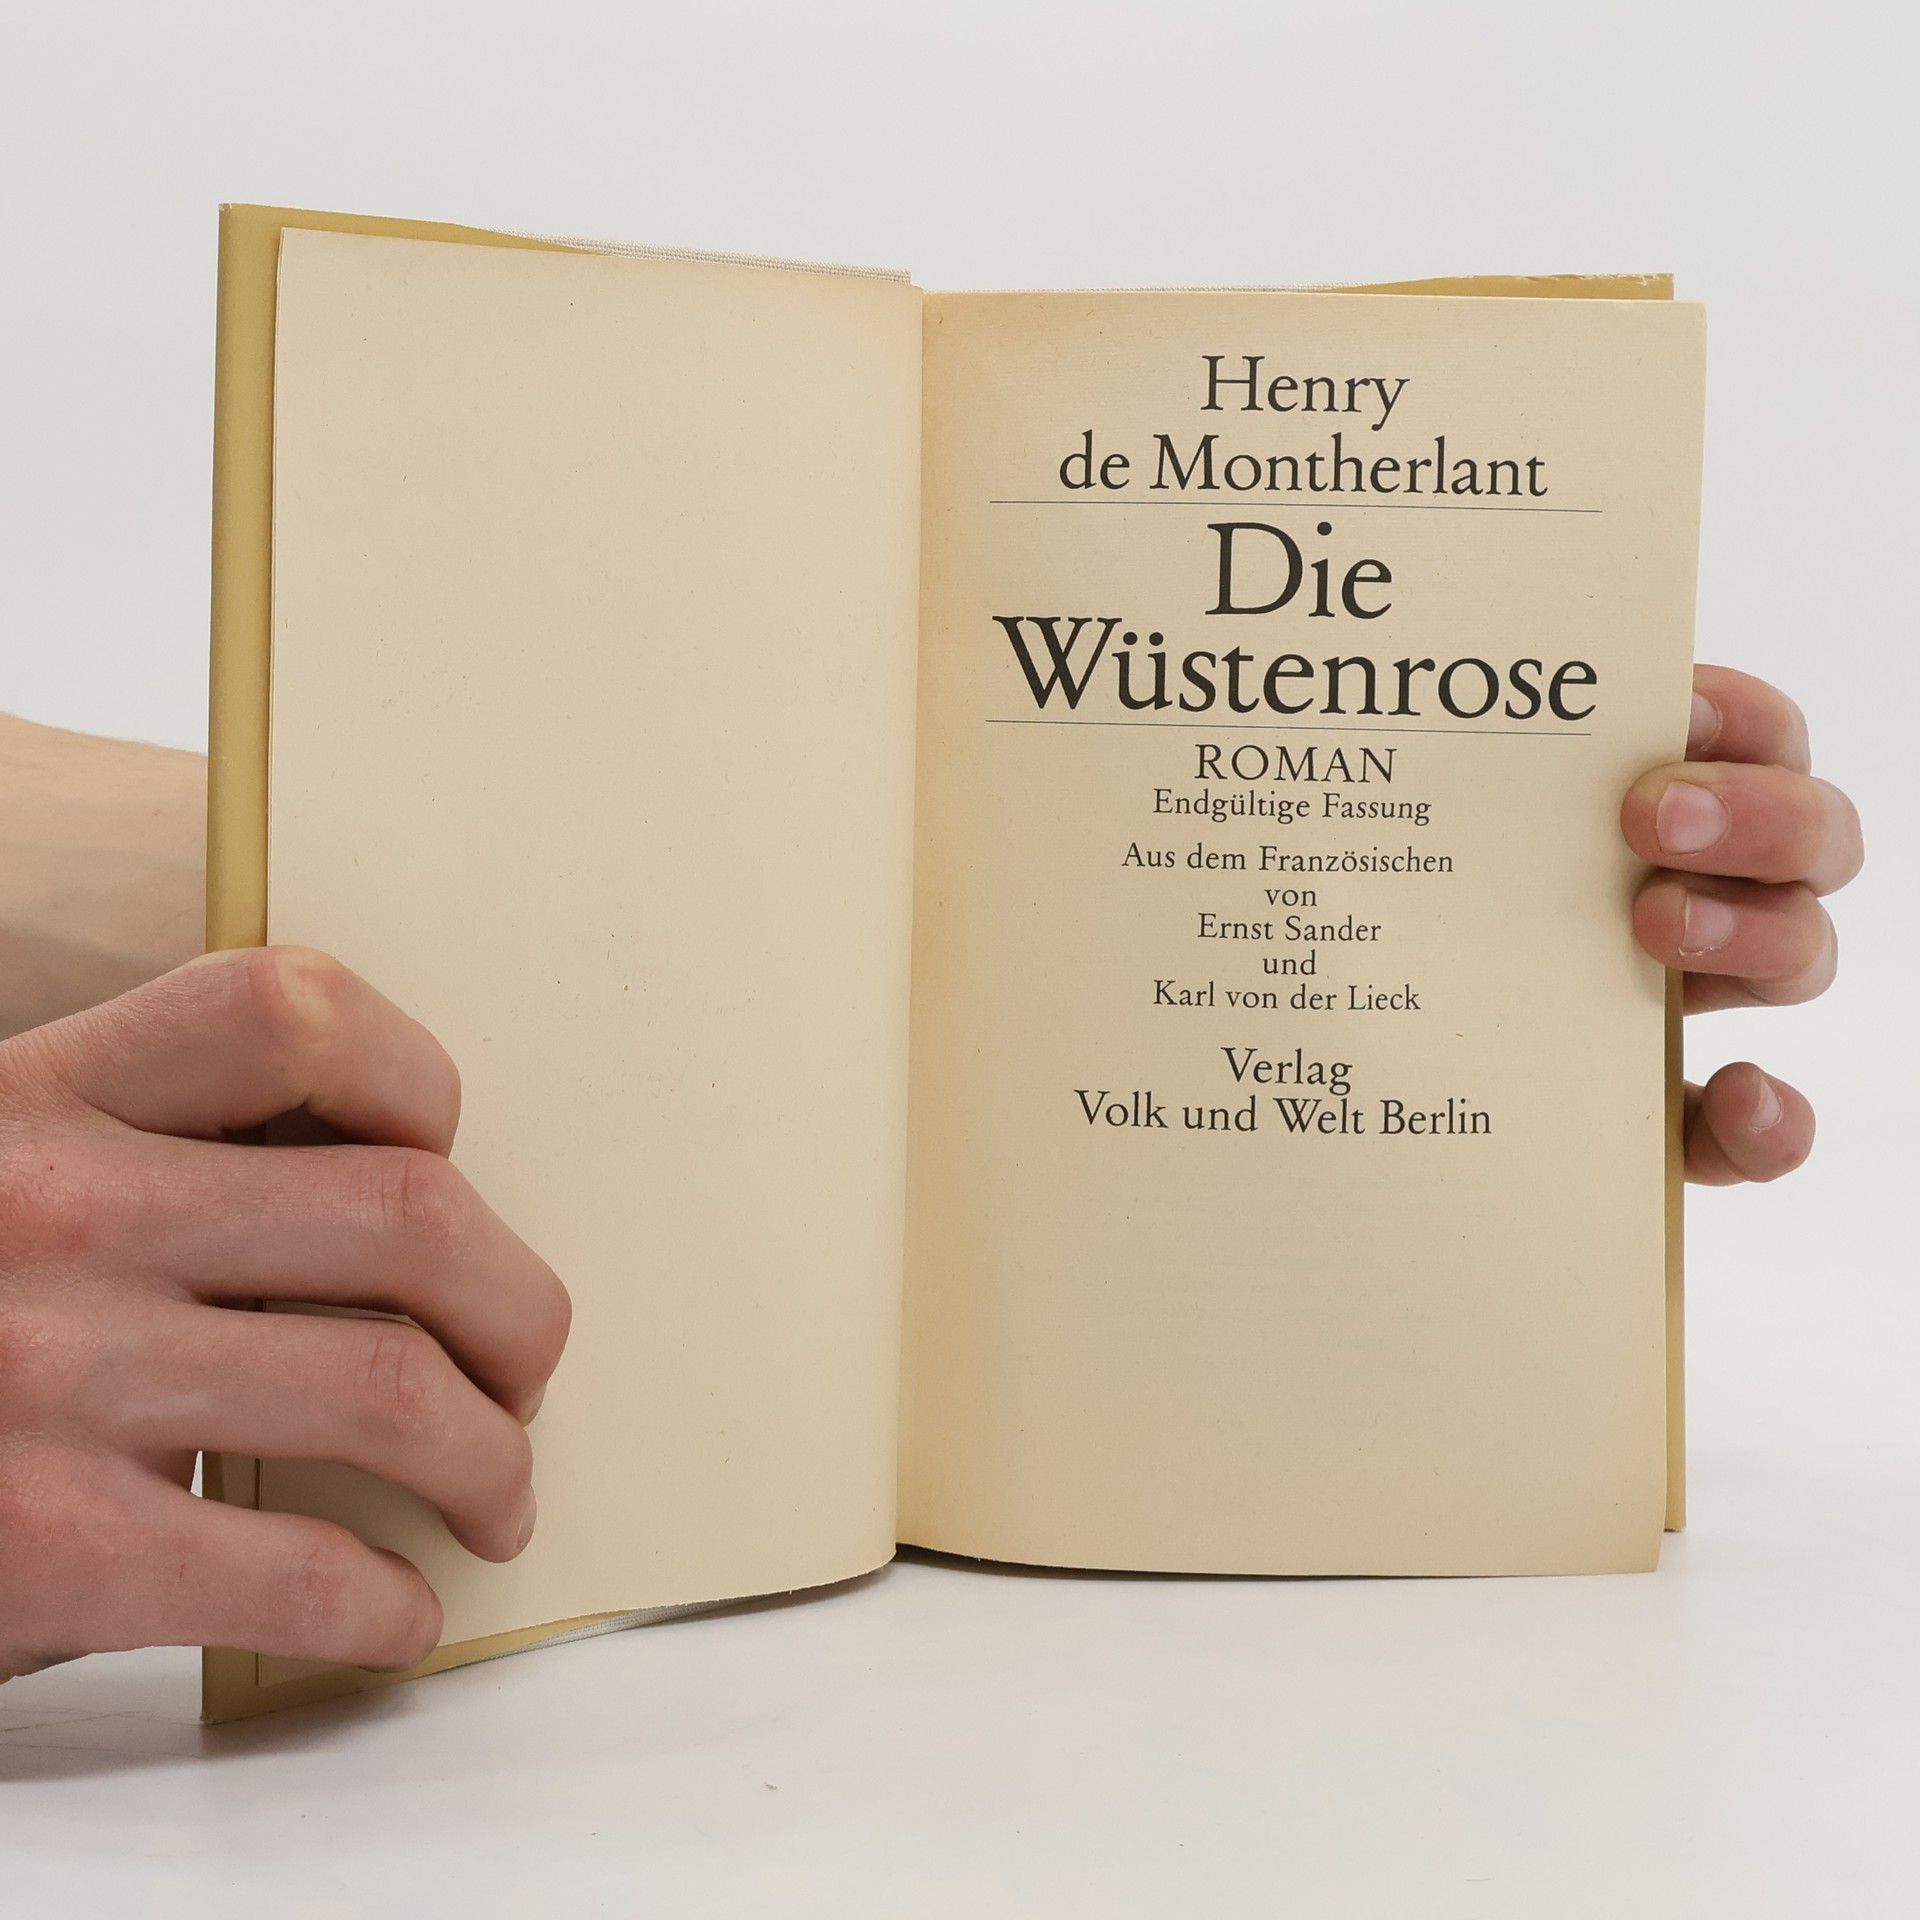 Henry
de Montherlant
Die
Wüstenrose
ROMAN
Endgültige Fassung
Aus dem Französischen
von
Ernst Sander
und
Karl von der Lieck
Verlag
Volk und Welt Berlin